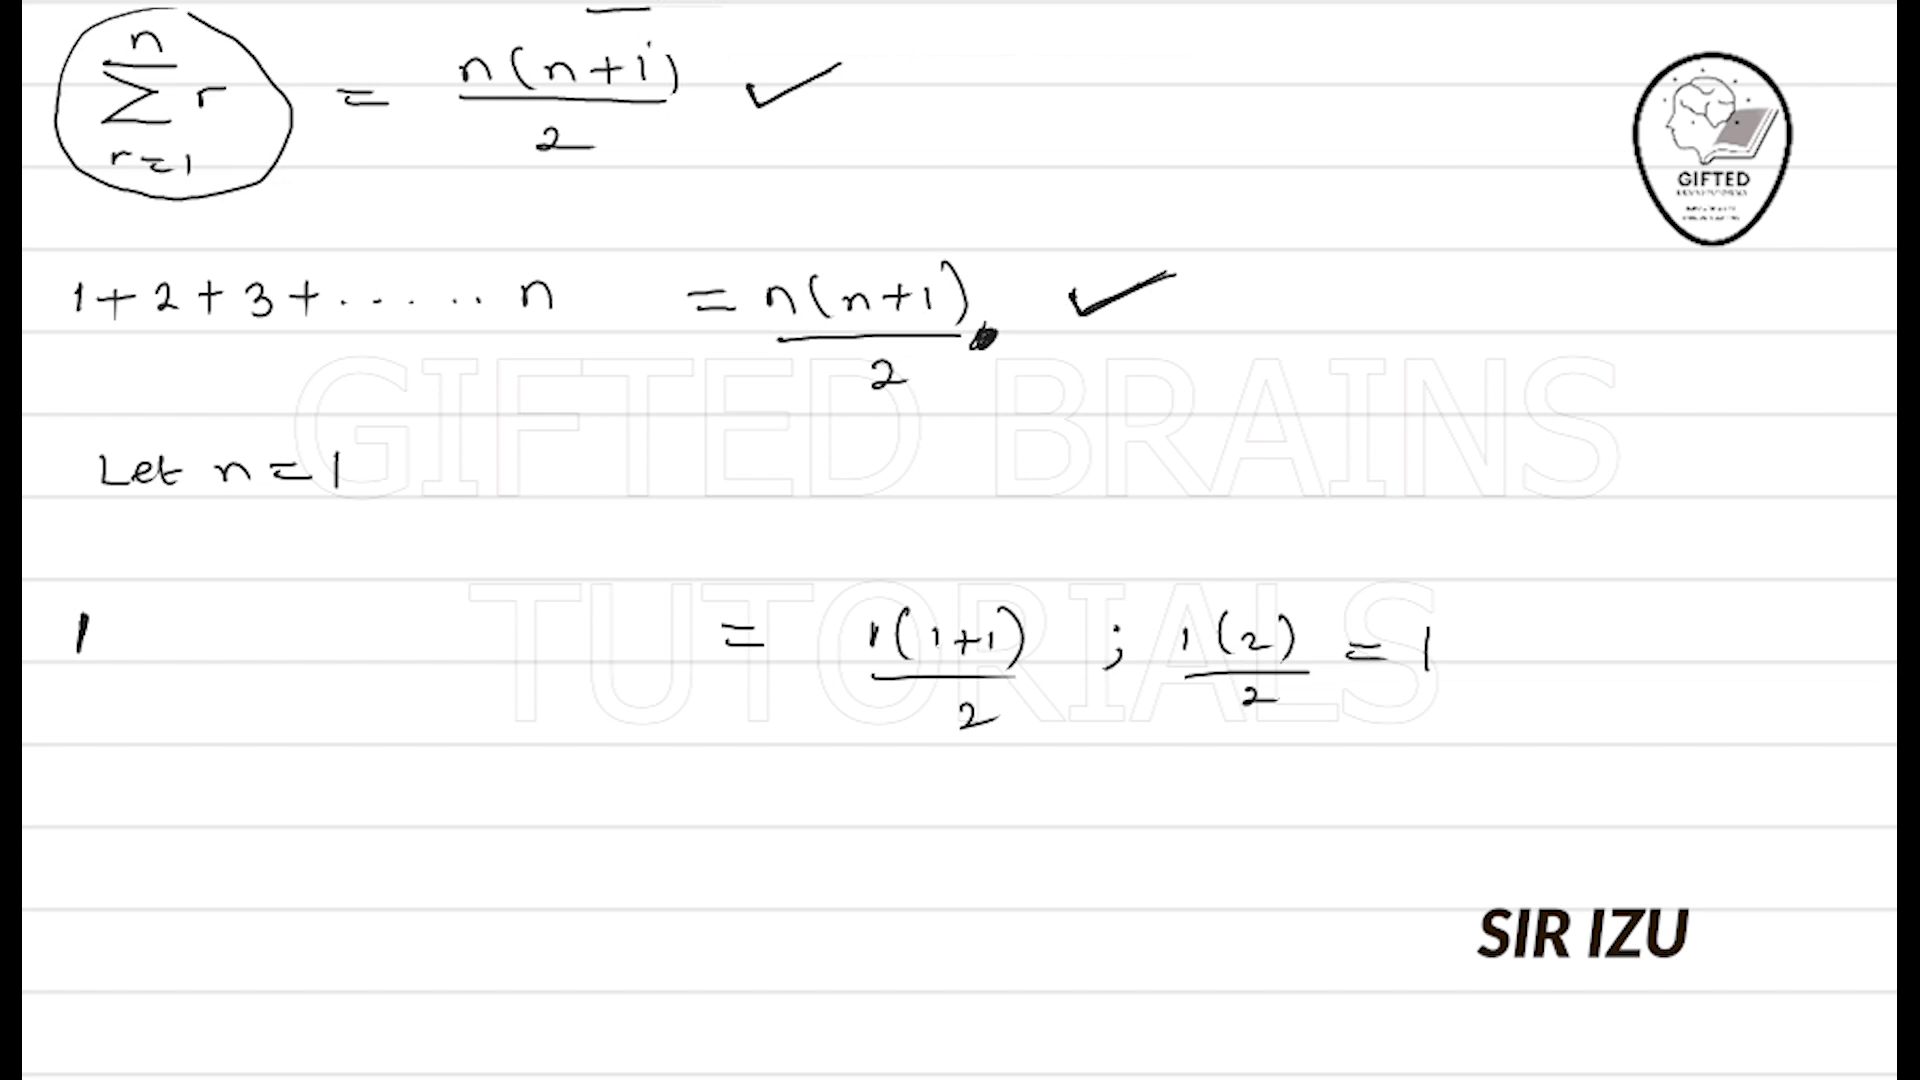 n
∑ r = n(n+1)/2 ✓
r=1
GIFTED
1+2+3+...... n = n(n+1)/2 ✓
GIFTED BRAINS
Let n=1
TUTORIALS
1 = 1(1+1)/2 ; 1(2)/2 = 1
SIR IZU